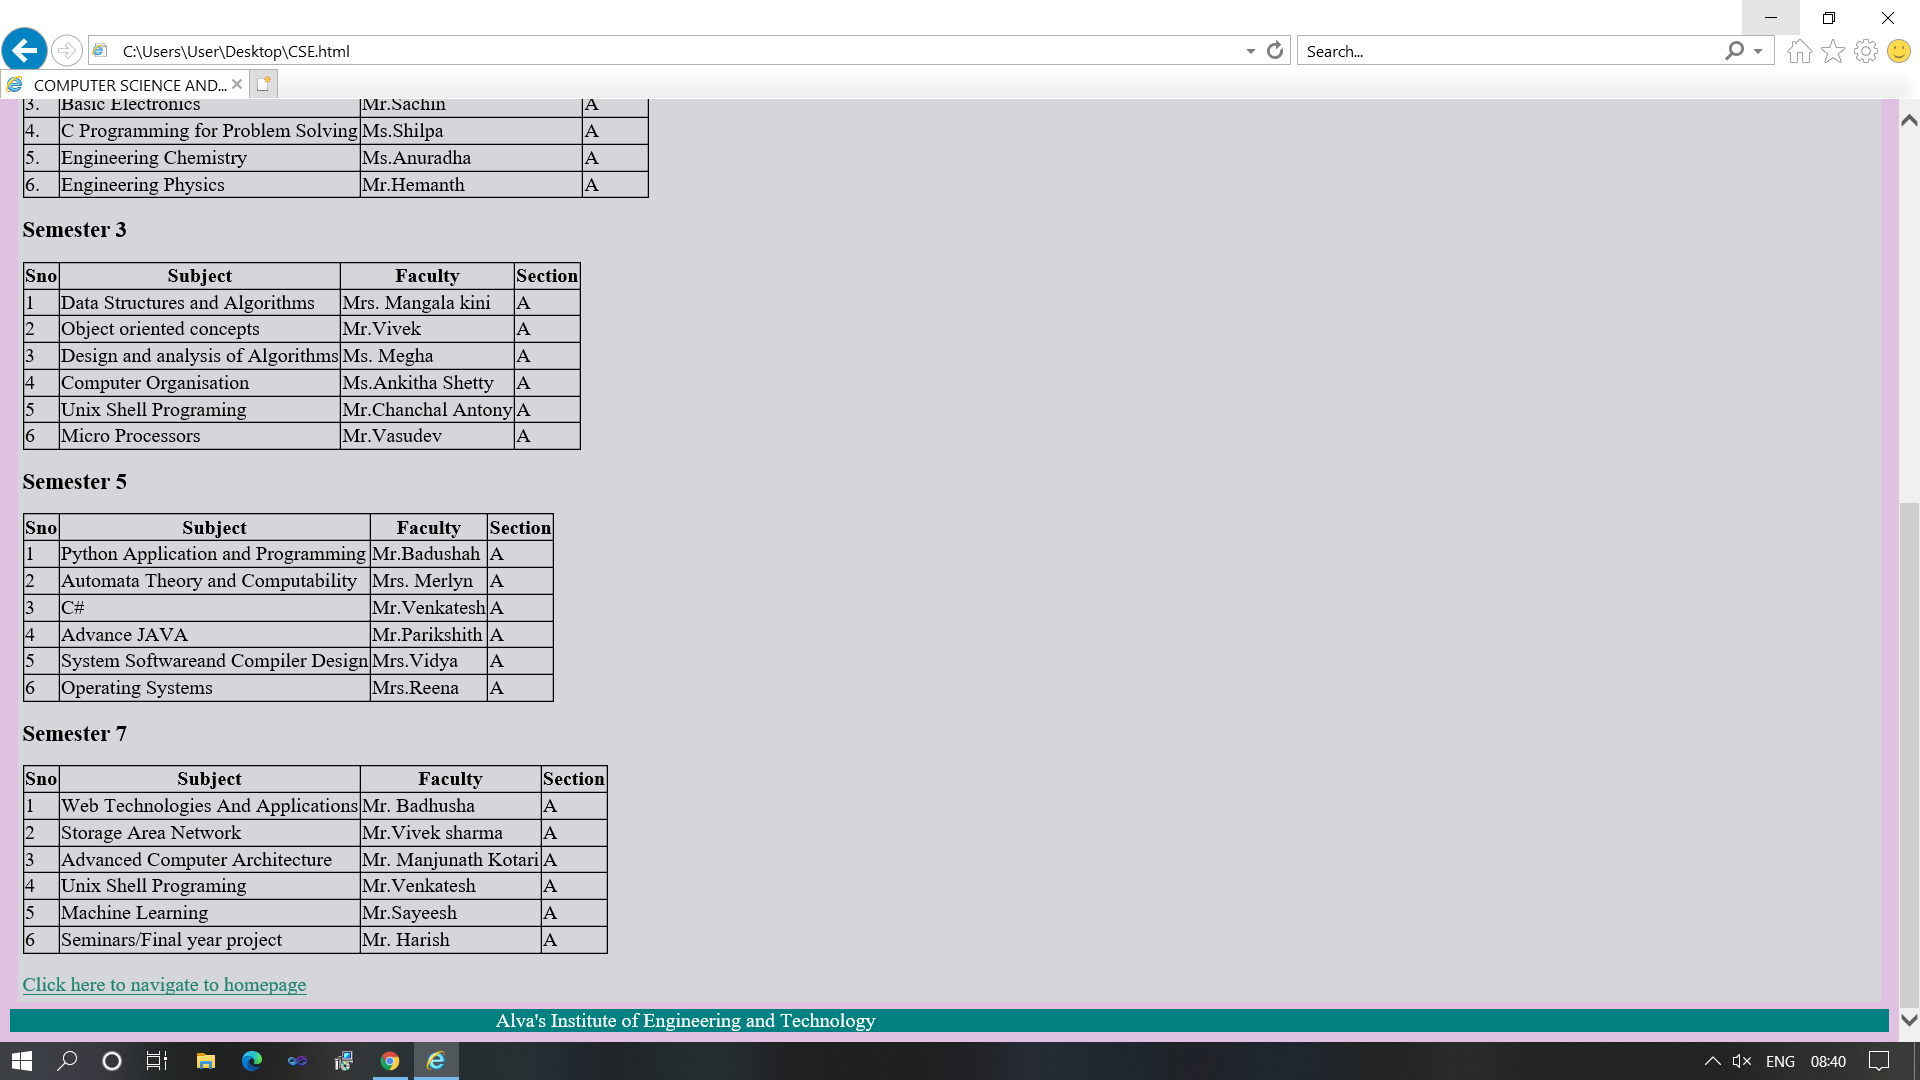 C:\Users\User\Desktop\CSE.html
Search...
COMPUTER SCIENCE AND...
3. Basic Electronics Mr.Sachin A
4. C Programming for Problem Solving Ms.Shilpa A
5. Engineering Chemistry Ms.Anuradha A
6. Engineering Physics Mr.Hemanth A
Semester 3
Sno Subject Faculty Section
1 Data Structures and Algorithms Mrs. Mangala kini A
2 Object oriented concepts Mr.Vivek A
3 Design and analysis of Algorithms Ms. Megha A
4 Computer Organisation Ms.Ankitha Shetty A
5 Unix Shell Programing Mr.Chanchal Antony A
6 Micro Processors Mr.Vasudev A
Semester 5
Sno Subject Faculty Section
1 Python Application and Programming Mr.Badushah A
2 Automata Theory and Computability Mrs. Merlyn A
3 C# Mr.Venkatesh A
4 Advance JAVA Mr.Parikshith A
5 System Softwareand Compiler Design Mrs.Vidya A
6 Operating Systems Mrs.Reena A
Semester 7
Sno Subject Faculty Section
1 Web Technologies And Applications Mr. Badhusha A
2 Storage Area Network Mr.Vivek sharma A
3 Advanced Computer Architecture Mr. Manjunath Kotari A
4 Unix Shell Programing Mr.Venkatesh A
5 Machine Learning Mr.Sayeesh A
6 Seminars/Final year project Mr. Harish A
Click here to navigate to homepage
Alva's Institute of Engineering and Technology
ENG 08:40